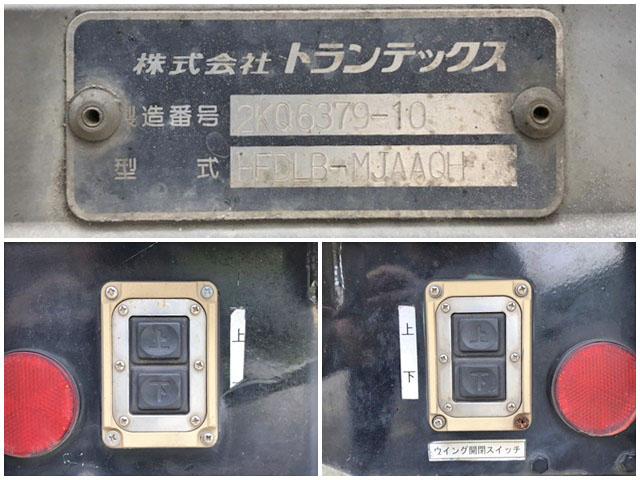 株式会社 トランテックス
製造番号 2KQ6379-10
型 式 HFDLB-MJAAQH
上
下
上
上
下
上
下
ウイング開閉スイッチ